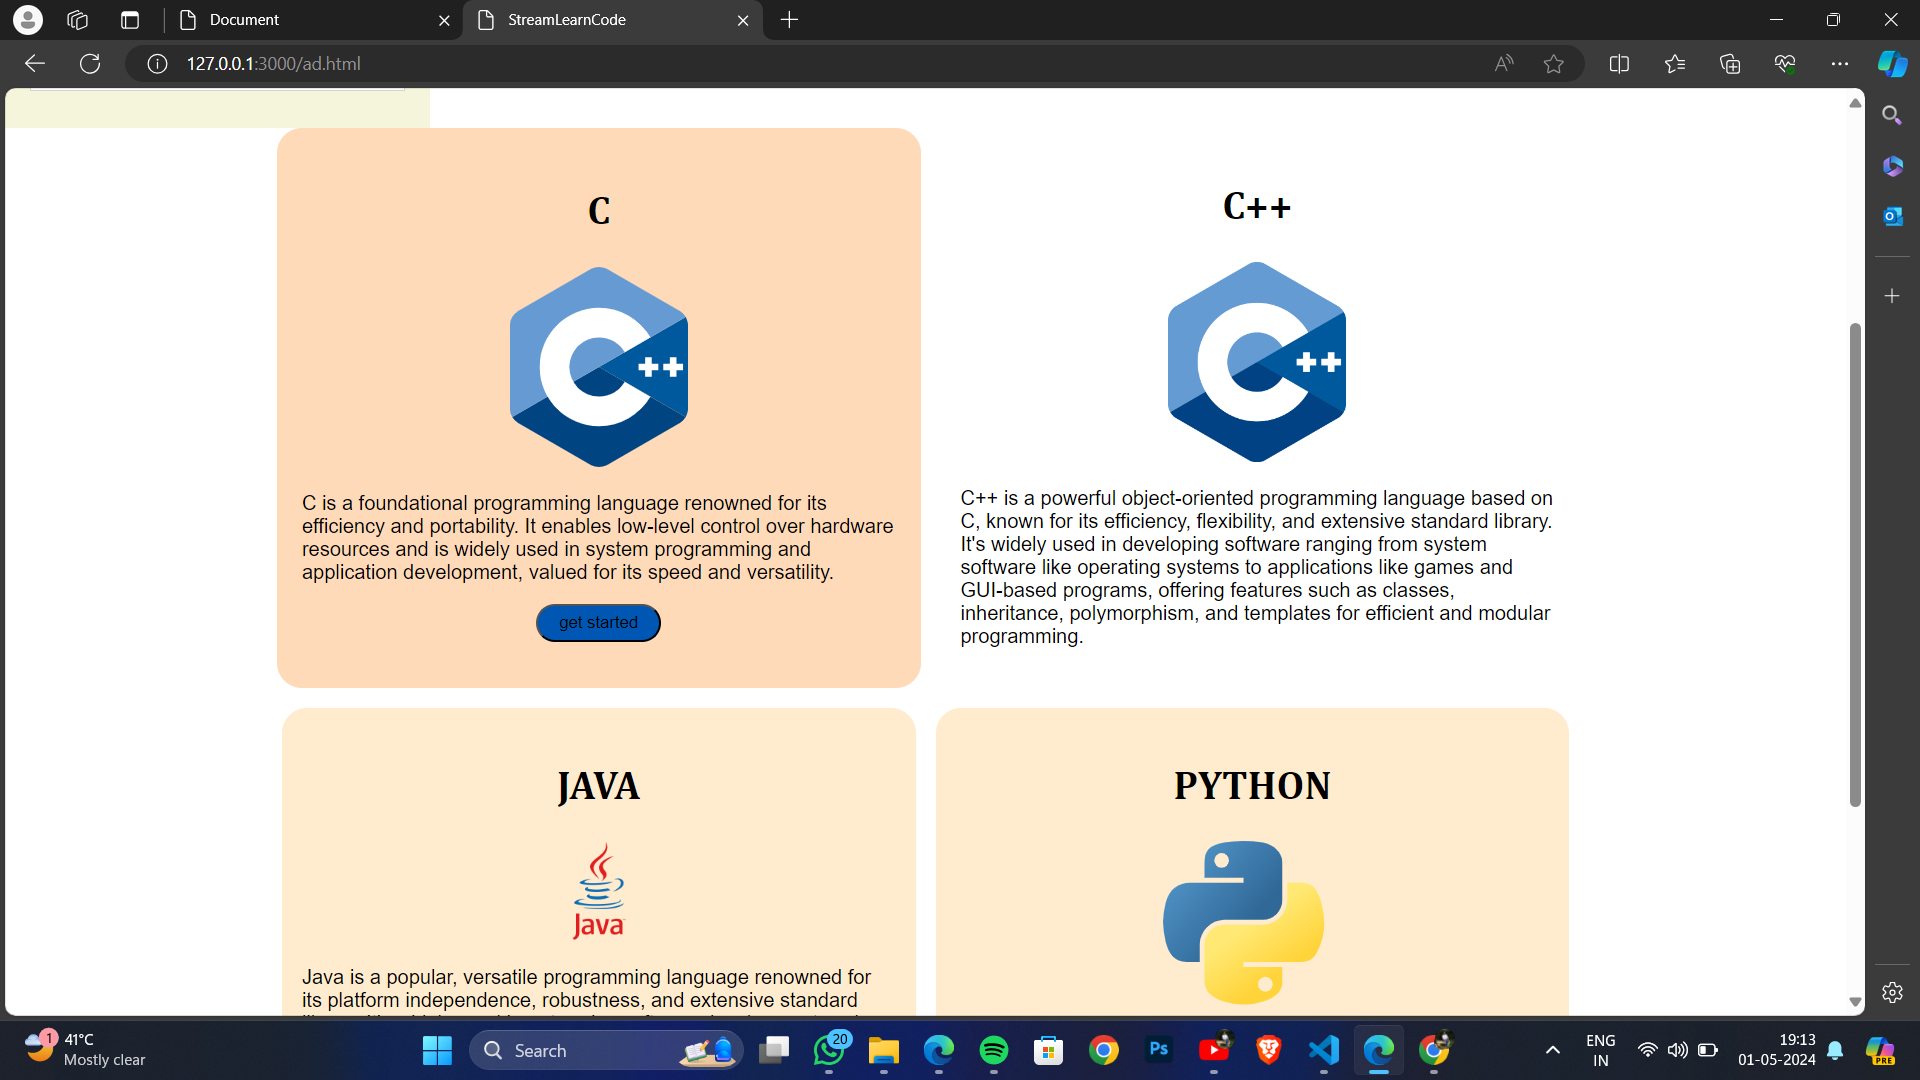 Document
StreamLearnCode
127.0.0.1:3000/ad.html
C
C++
C++ is a powerful object-oriented programming language based on
C, known for its efficiency, flexibility, and extensive standard library.
It's widely used in developing software ranging from system
software like operating systems to applications like games and
GUI-based programs, offering features such as classes,
inheritance, polymorphism, and templates for efficient and modular
programming.
C is a foundational programming language renowned for its
efficiency and portability. It enables low-level control over hardware
resources and is widely used in system programming and
application development, valued for its speed and versatility.
get started
JAVA
Java
Java is a popular, versatile programming language renowned for
its platform independence, robustness, and extensive standard
PYTHON
1
41°C
Mostly clear
Search
20
Ps
PRE
ENG
IN
19:13
01-05-2024